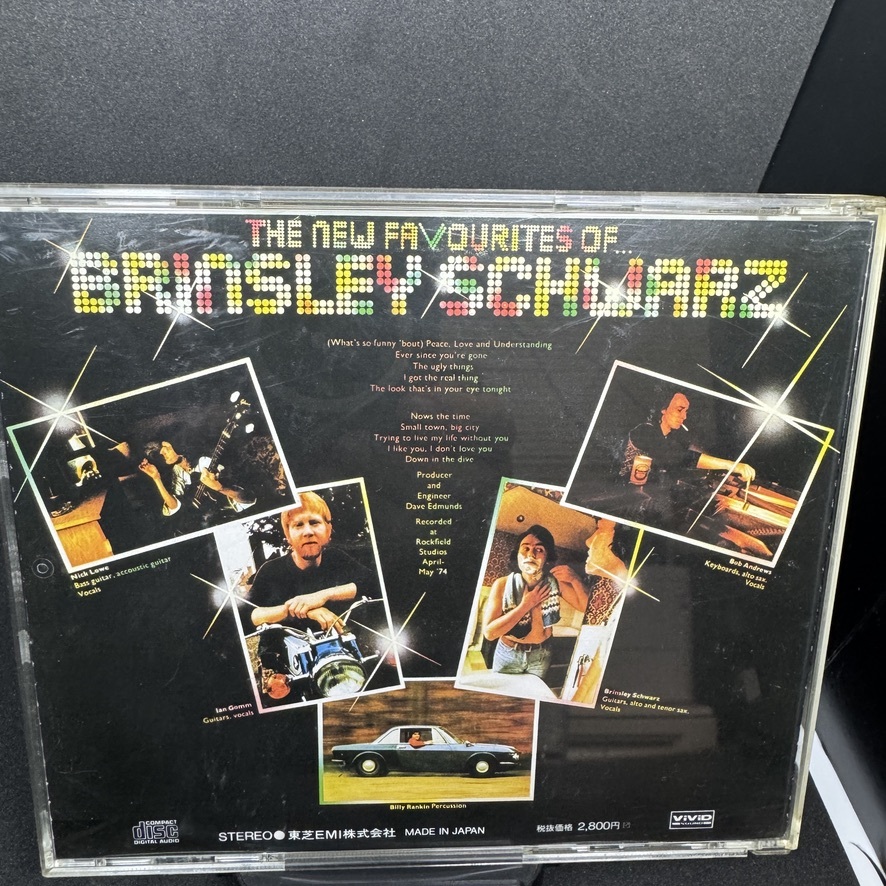 THE NEW FAVOURITES OF...
BRINSLEY SCHWARZ
(What's so funny 'bout) Peace, Love and Understanding
Ever since you're gone
The ugly things
I got the real thing
The look that's in your eye tonight
Nows the time
Small town, big city
Trying to live my life without you
I like you, I don't love you
Down in the dive
Producer
and
Engineer
Dave Edmunds
Recorded
at
Rockfield
Studios
April-
May '74
Nick Lowe
Bass guitar, accoustic guitar
Vocals
Bob Andrews
Keyboards, alto sax.
Vocals
Ian Gomm
Guitars, vocals
Brinsley Schwarz
Guitars, alto and tenor sax.
Vocals
Billy Rankin Percussion
COMPACT
disc
DIGITAL AUDIO
STEREO● 東芝EMI株式会社 MADE IN JAPAN
税抜価格 2,800円
ViViD